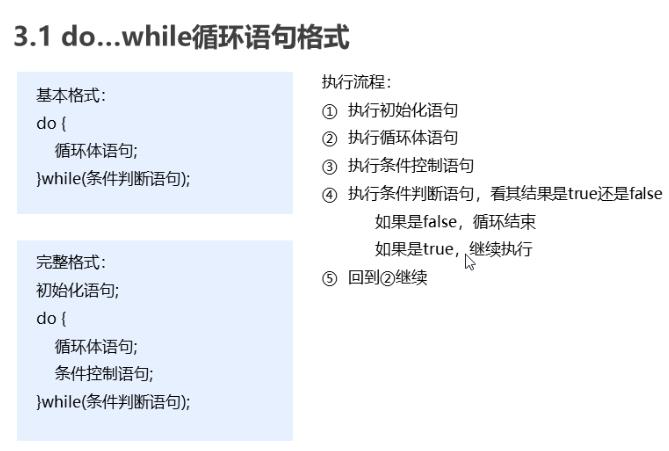 3.1 do…while循环语句格式
基本格式：
do {
循环体语句;
}while(条件判断语句);
完整格式：
初始化语句;
do {
循环体语句;
条件控制语句;
}while(条件判断语句);
执行流程：
① 执行初始化语句
② 执行循环体语句
③ 执行条件控制语句
④ 执行条件判断语句，看其结果是true还是false
如果是false，循环结束
如果是true，继续执行
⑤ 回到②继续